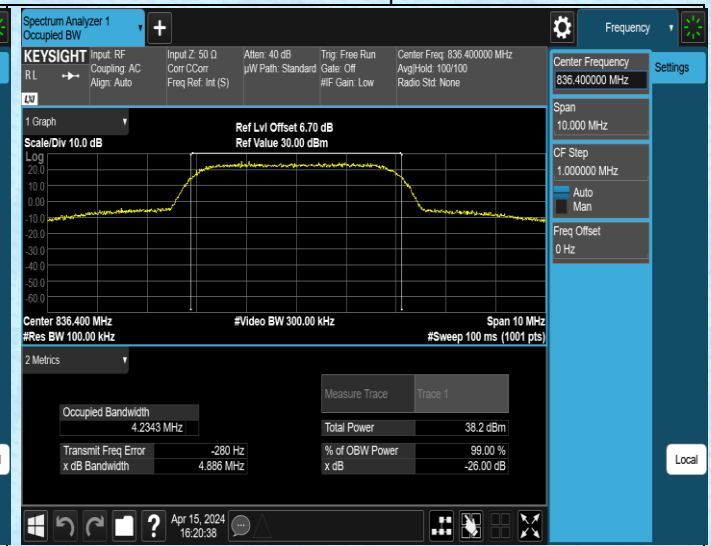 Spectrum Analyzer 1
Occupied BW
+
Frequency
KEYSIGHT
RL
LXI
Input: RF
Coupling: AC
Align: Auto
Input Z: 50 Ω
Corr CCorr
Freq Ref: Int (S)
Atten: 40 dB
µW Path: Standard
Trig: Free Run
Gate: Off
#IF Gain: Low
Center Freq: 836.400000 MHz
Avg|Hold: 100/100
Radio Std: None
Center Frequency
836.400000 MHz
Settings
Span
10.000 MHz
CF Step
1.000000 MHz
Auto
Man
Freq Offset
0 Hz
1 Graph
Scale/Div 10.0 dB
Ref Lvl Offset 6.70 dB
Ref Value 30.00 dBm
Log
20.0
10.0
0.00
-10.0
-20.0
-30.0
-40.0
-50.0
-60.0
Center 836.400 MHz
#Video BW 300.00 kHz
Span 10 MHz
#Res BW 100.00 kHz
#Sweep 100 ms (1001 pts)
2 Metrics
Measure Trace
Trace 1
Occupied Bandwidth
4.2343 MHz
Total Power
38.2 dBm
Transmit Freq Error
-280 Hz
% of OBW Power
99.00 %
x dB Bandwidth
4.886 MHz
x dB
-26.00 dB
Local
?
Apr 15, 2024
16:20:38